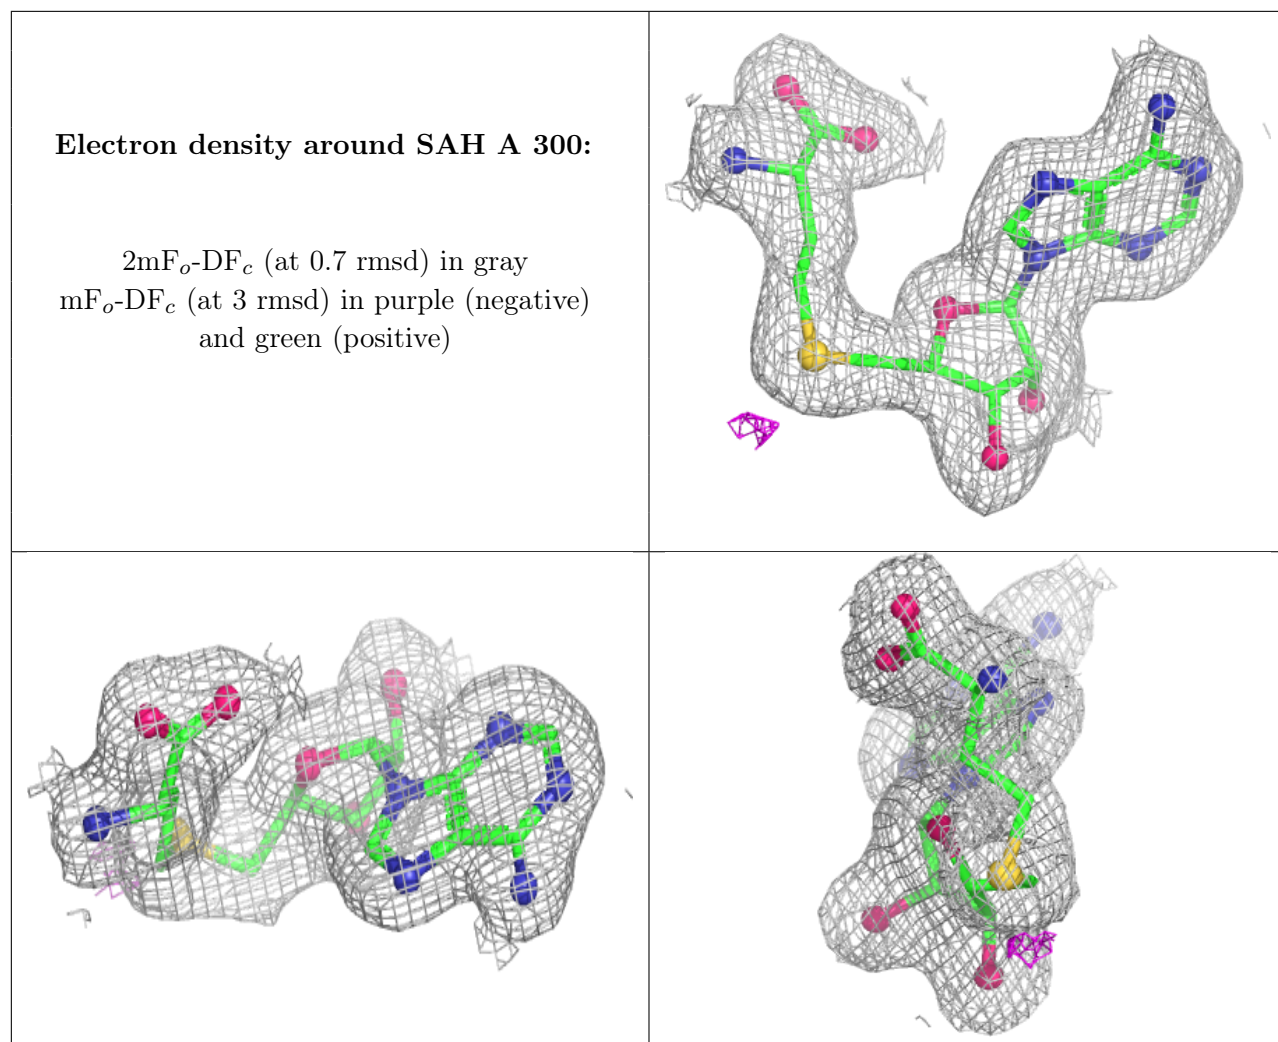 Electron density around SAH A 300:
2mFₒ-DF𝒸 (at 0.7 rmsd) in gray
mFₒ-DF𝒸 (at 3 rmsd) in purple (negative)
and green (positive)